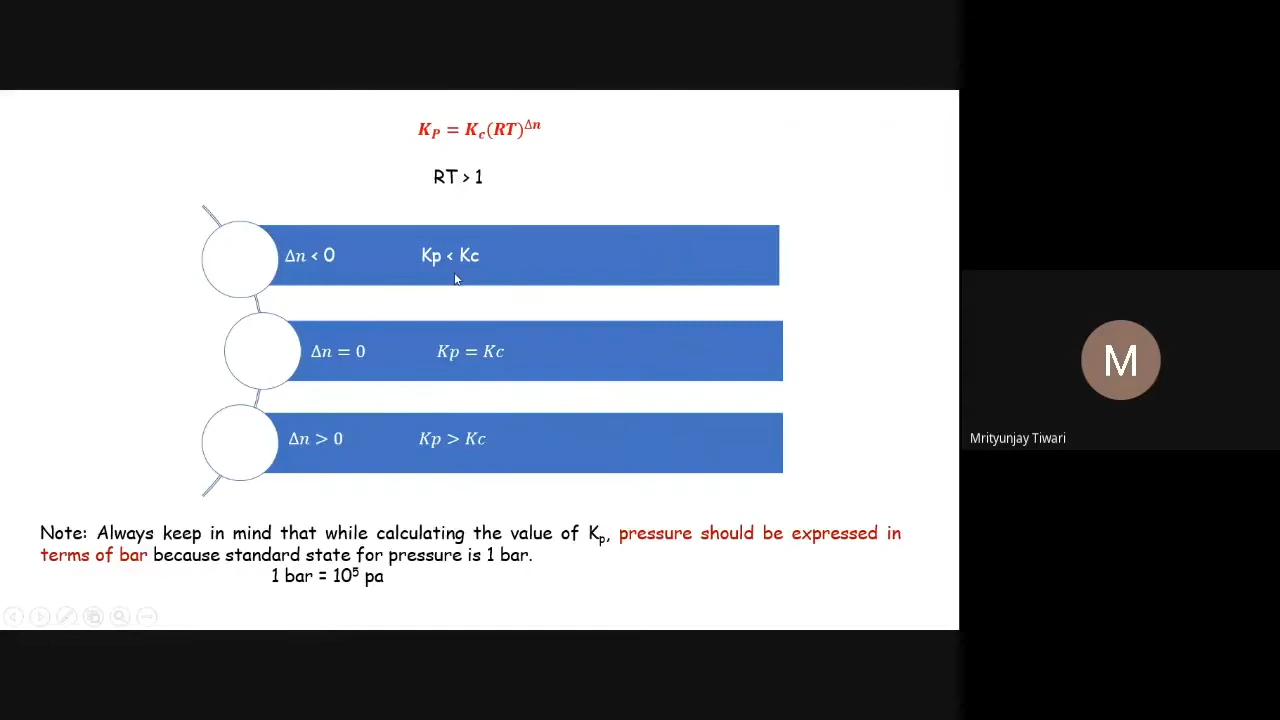 K_P = K_c(RT)^Δn
RT > 1
Δn < 0 Kp < Kc
Δn = 0 Kp = Kc
Δn > 0 Kp > Kc
Note: Always keep in mind that while calculating the value of K_p, pressure should be expressed in
terms of bar because standard state for pressure is 1 bar.
1 bar = 10⁵ pa
M
Mrityunjay Tiwari